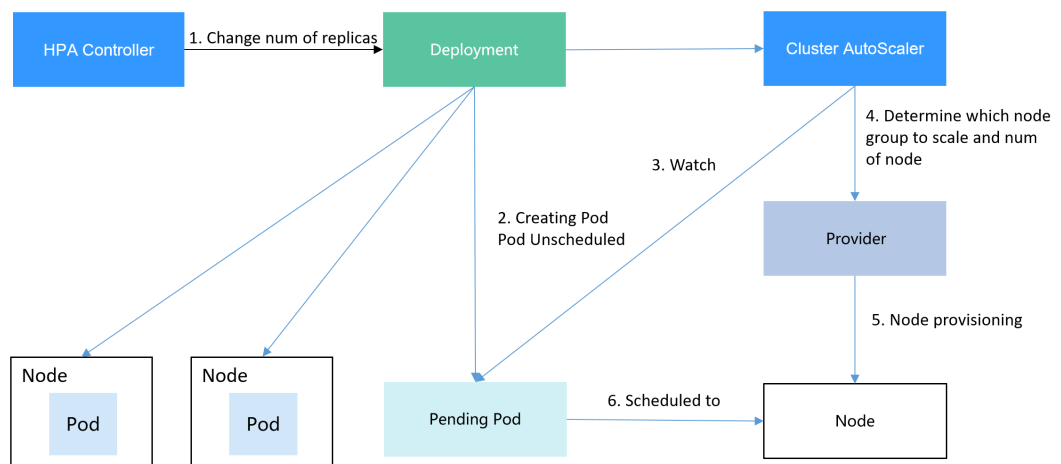 HPA Controller
1. Change num of replicas
Deployment
Cluster AutoScaler
4. Determine which node
group to scale and num
of node
3. Watch
2. Creating Pod
Pod Unscheduled
Provider
5. Node provisioning
Node
Pod
Node
Pod
Pending Pod
6. Scheduled to
Node